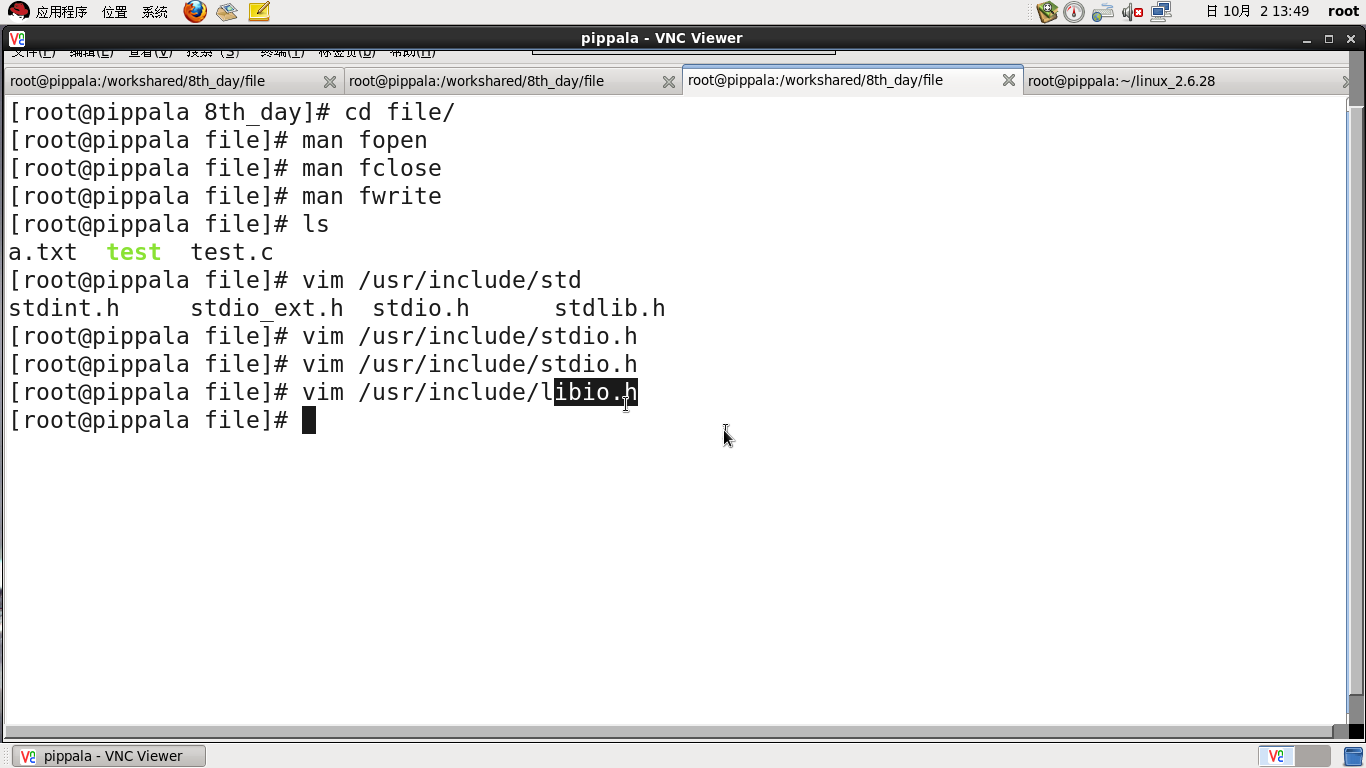 应用程序 位置 系统 日 10月 2 13:49 root
pippala - VNC Viewer
文件(F) 编辑(E) 查看(V) 搜索 (S) 终端(T) 标签页(B) 帮助(H)
root@pippala:/workshared/8th_day/file root@pippala:/workshared/8th_day/file root@pippala:/workshared/8th_day/file root@pippala:~/linux_2.6.28
[root@pippala 8th_day]# cd file/
[root@pippala file]# man fopen
[root@pippala file]# man fclose
[root@pippala file]# man fwrite
[root@pippala file]# ls
a.txt test test.c
[root@pippala file]# vim /usr/include/std
stdint.h stdio_ext.h stdio.h stdlib.h
[root@pippala file]# vim /usr/include/stdio.h
[root@pippala file]# vim /usr/include/stdio.h
[root@pippala file]# vim /usr/include/libio.h
[root@pippala file]#
pippala - VNC Viewer